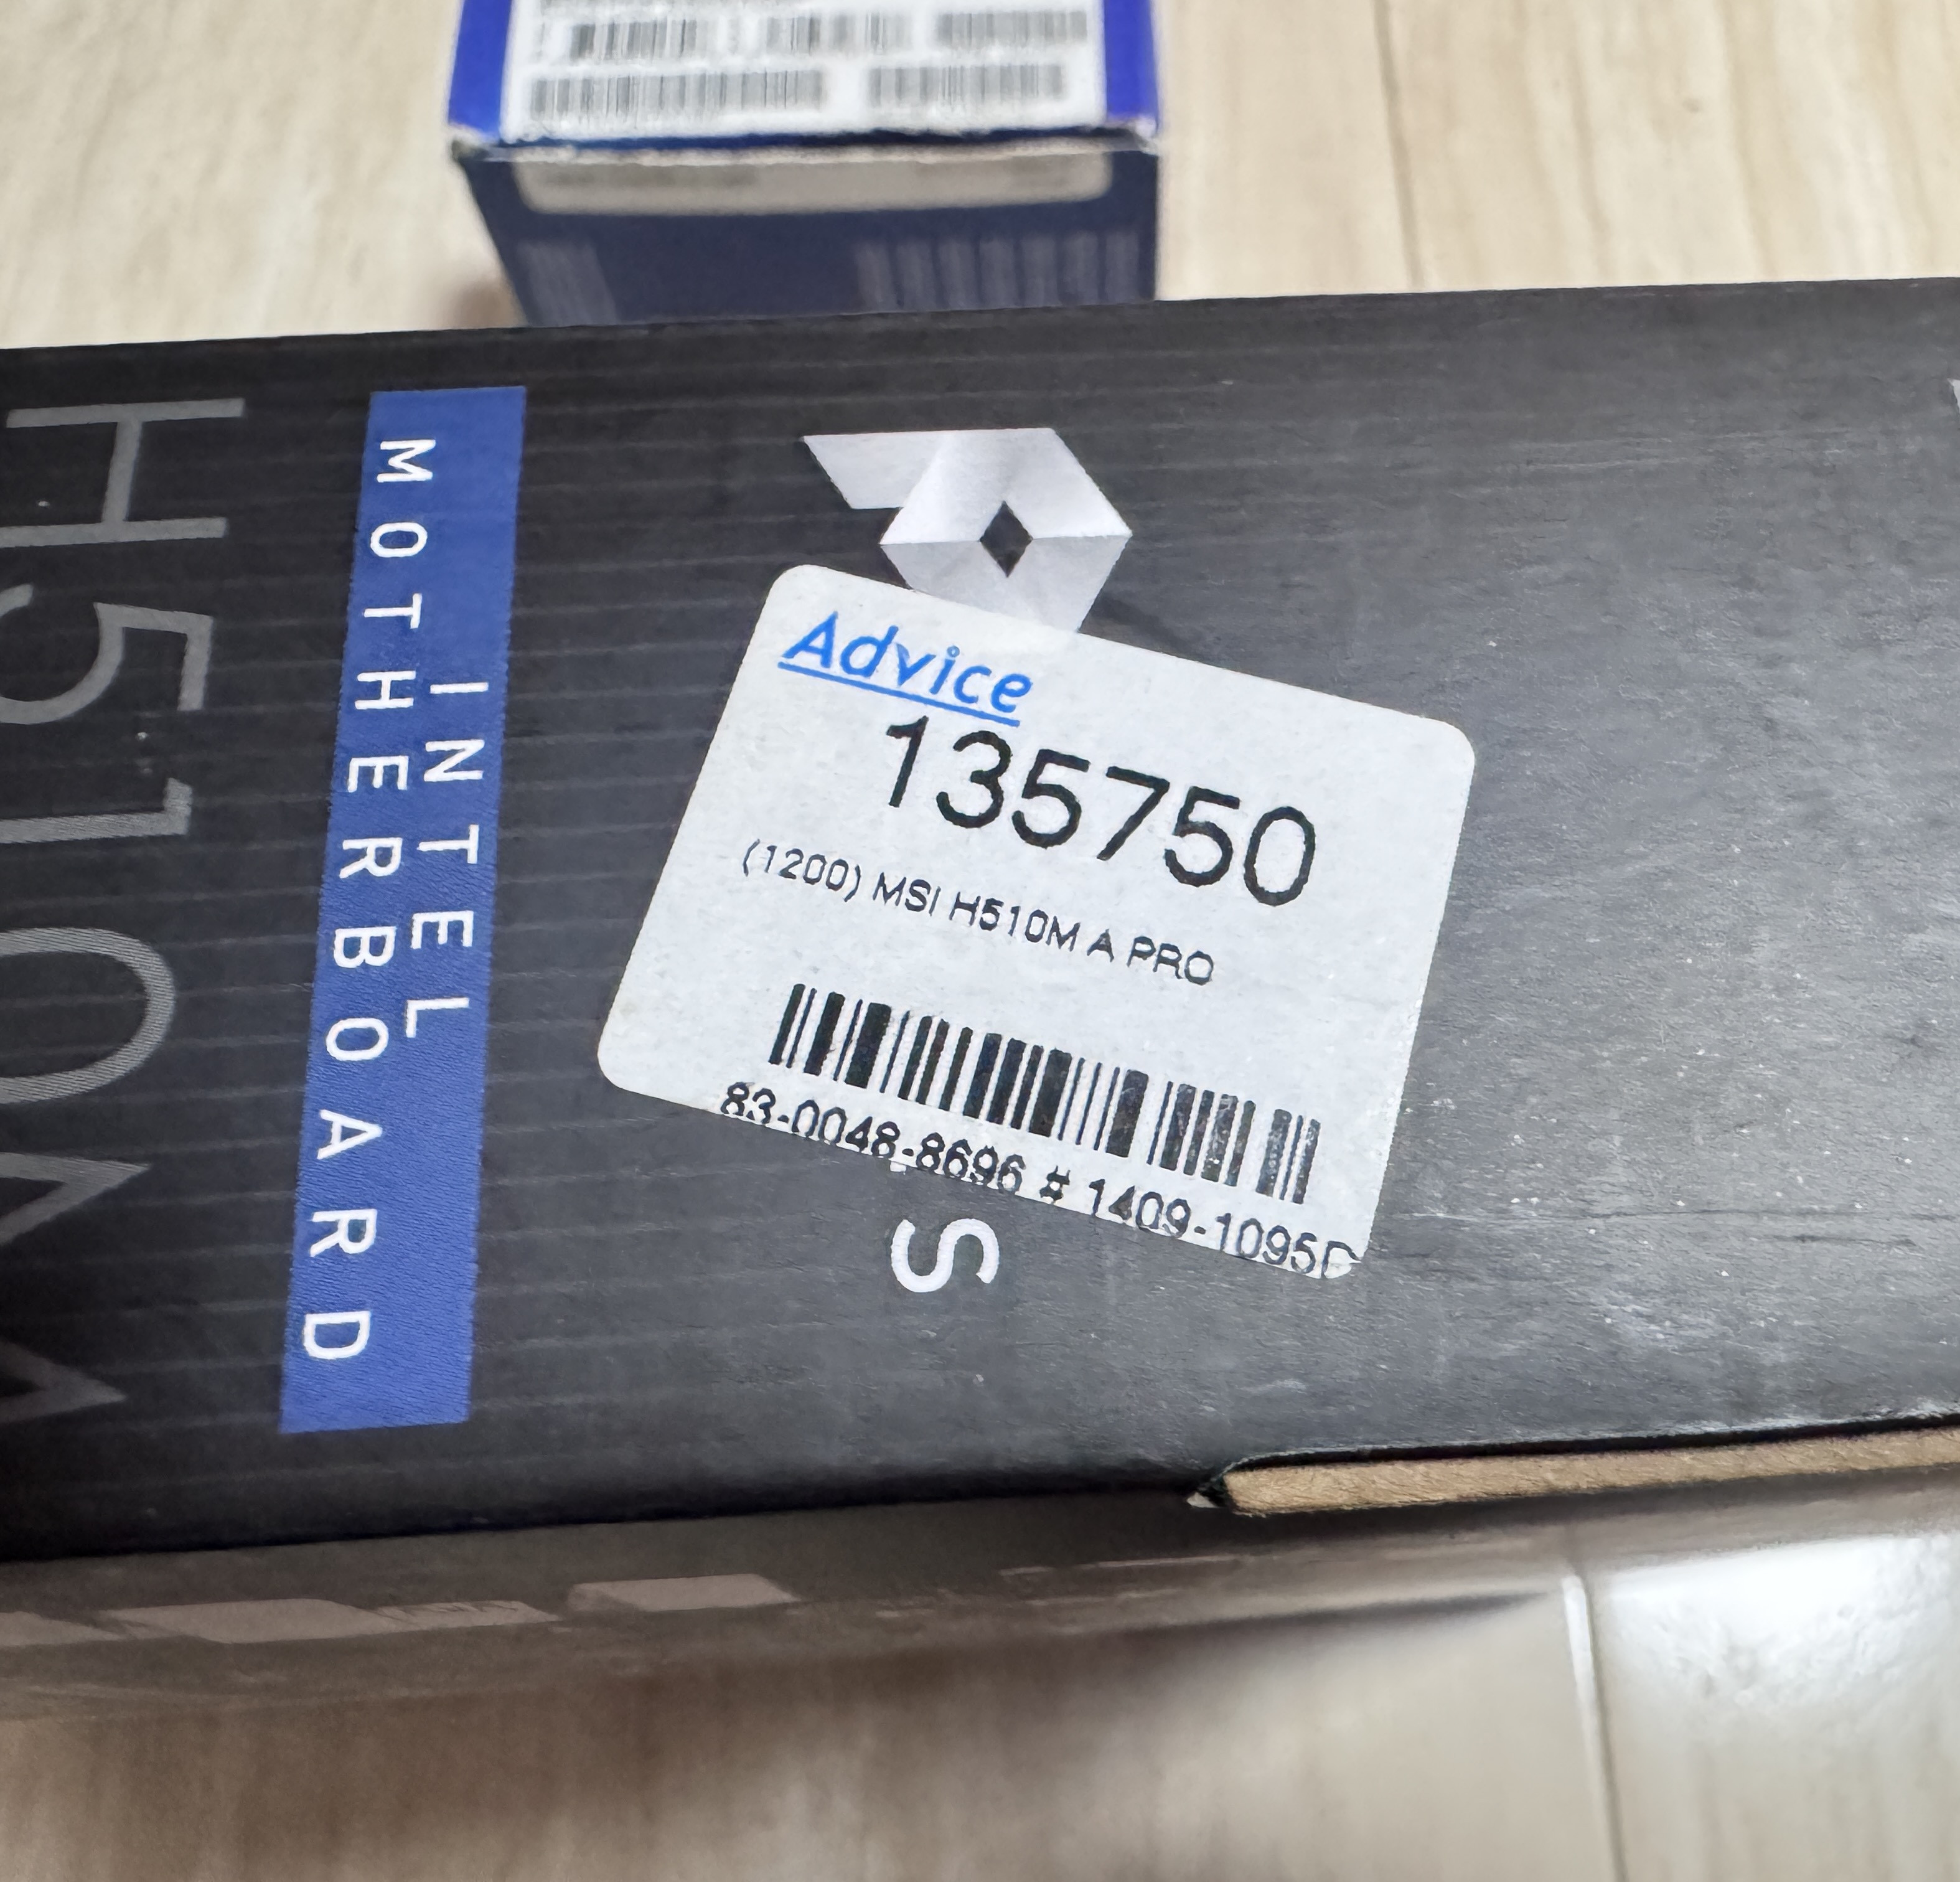 H510M
INTEL
MOTHERBOARD
Advice
135750
(1200) MSI H510M A PRO
83-0048-8696 # 1409-1095
S